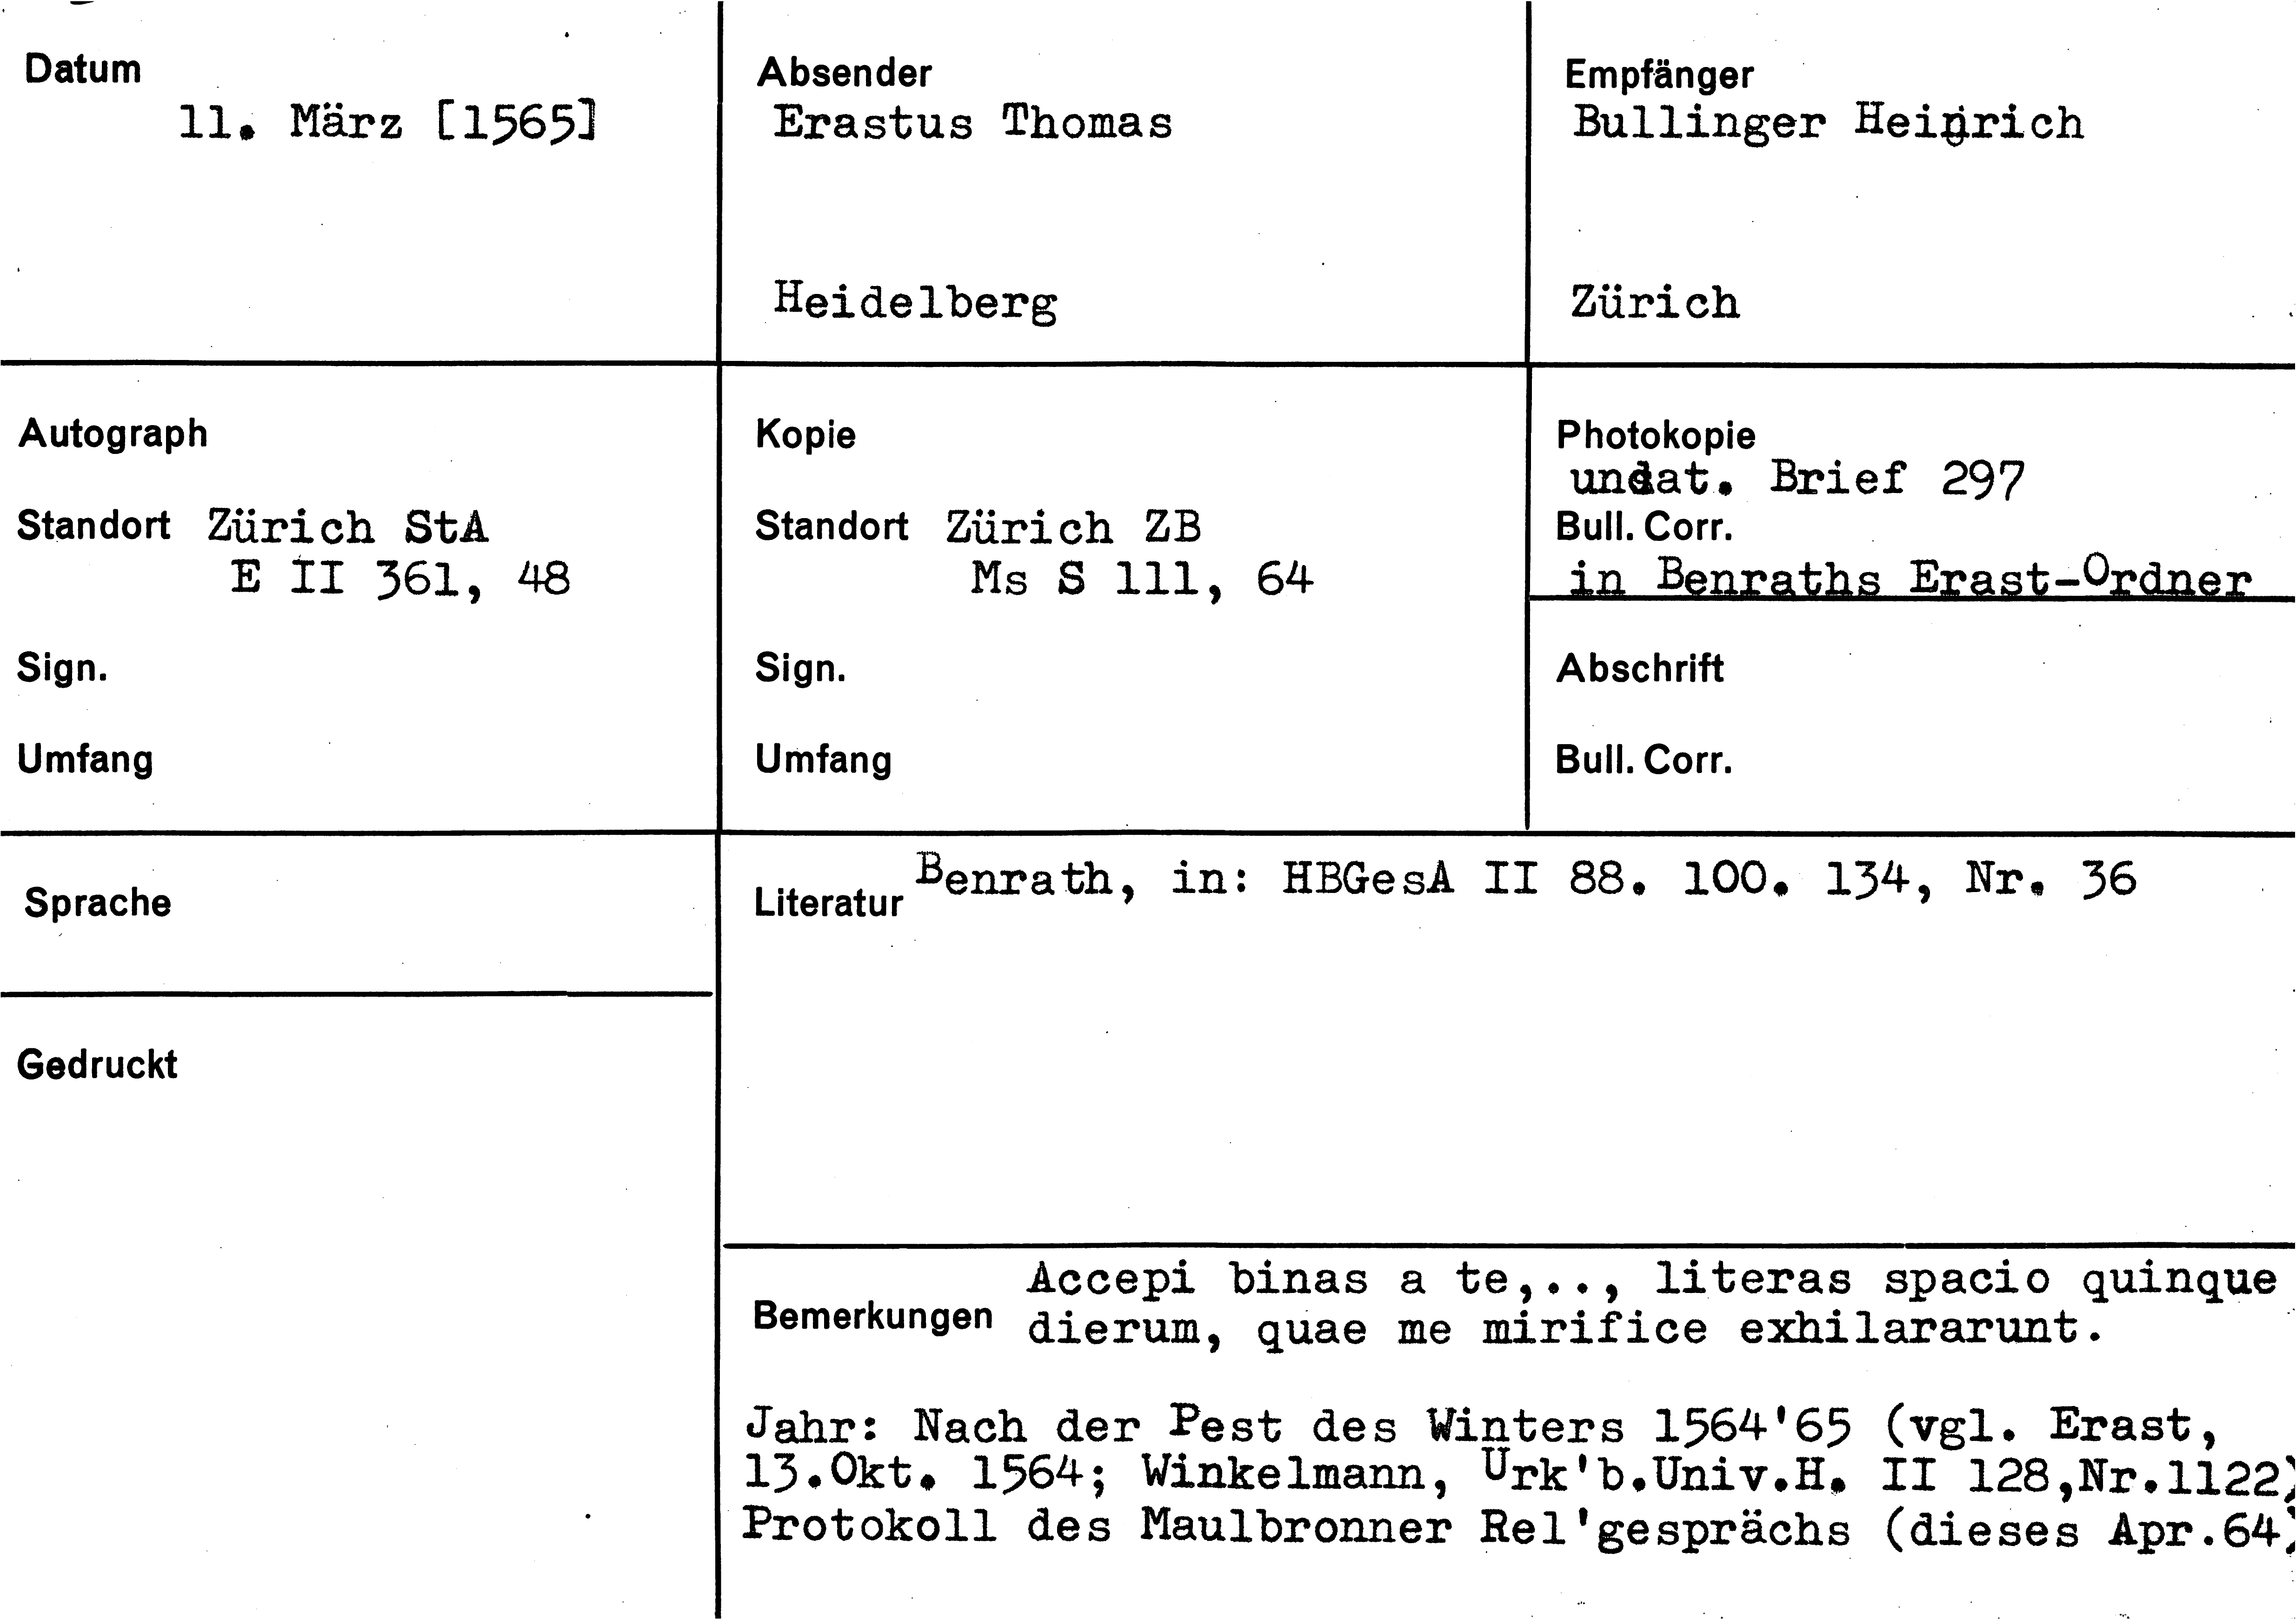 Datum
11. März [1565]
Absender
Erastus Thomas
Heidelberg
Empfänger
Bullinger Heinrich
Zürich
Autograph
Standort Zürich StA
E II 361, 48
Sign.
Umfang
Kopie
Standort Zürich ZB
Ms S 111, 64
Sign.
Umfang
Photokopie
undat. Brief 297
Bull. Corr.
in Benraths Erast-Ordner
Abschrift
Bull. Corr.
Sprache
Gedruckt
Literatur Benrath, in: HBGesA II 88. 100. 134, Nr. 36
Bemerkungen
Accepi binas a te,.., literas spacio quinque
dierum, quae me mirifice exhilararunt.
Jahr: Nach der Pest des Winters 1564'65 (vgl. Erast,
13.Okt. 1564; Winkelmann, Urk'b.Univ.H. II 128,Nr.1122)
Protokoll des Maulbronner Rel'gesprächs (dieses Apr.64)